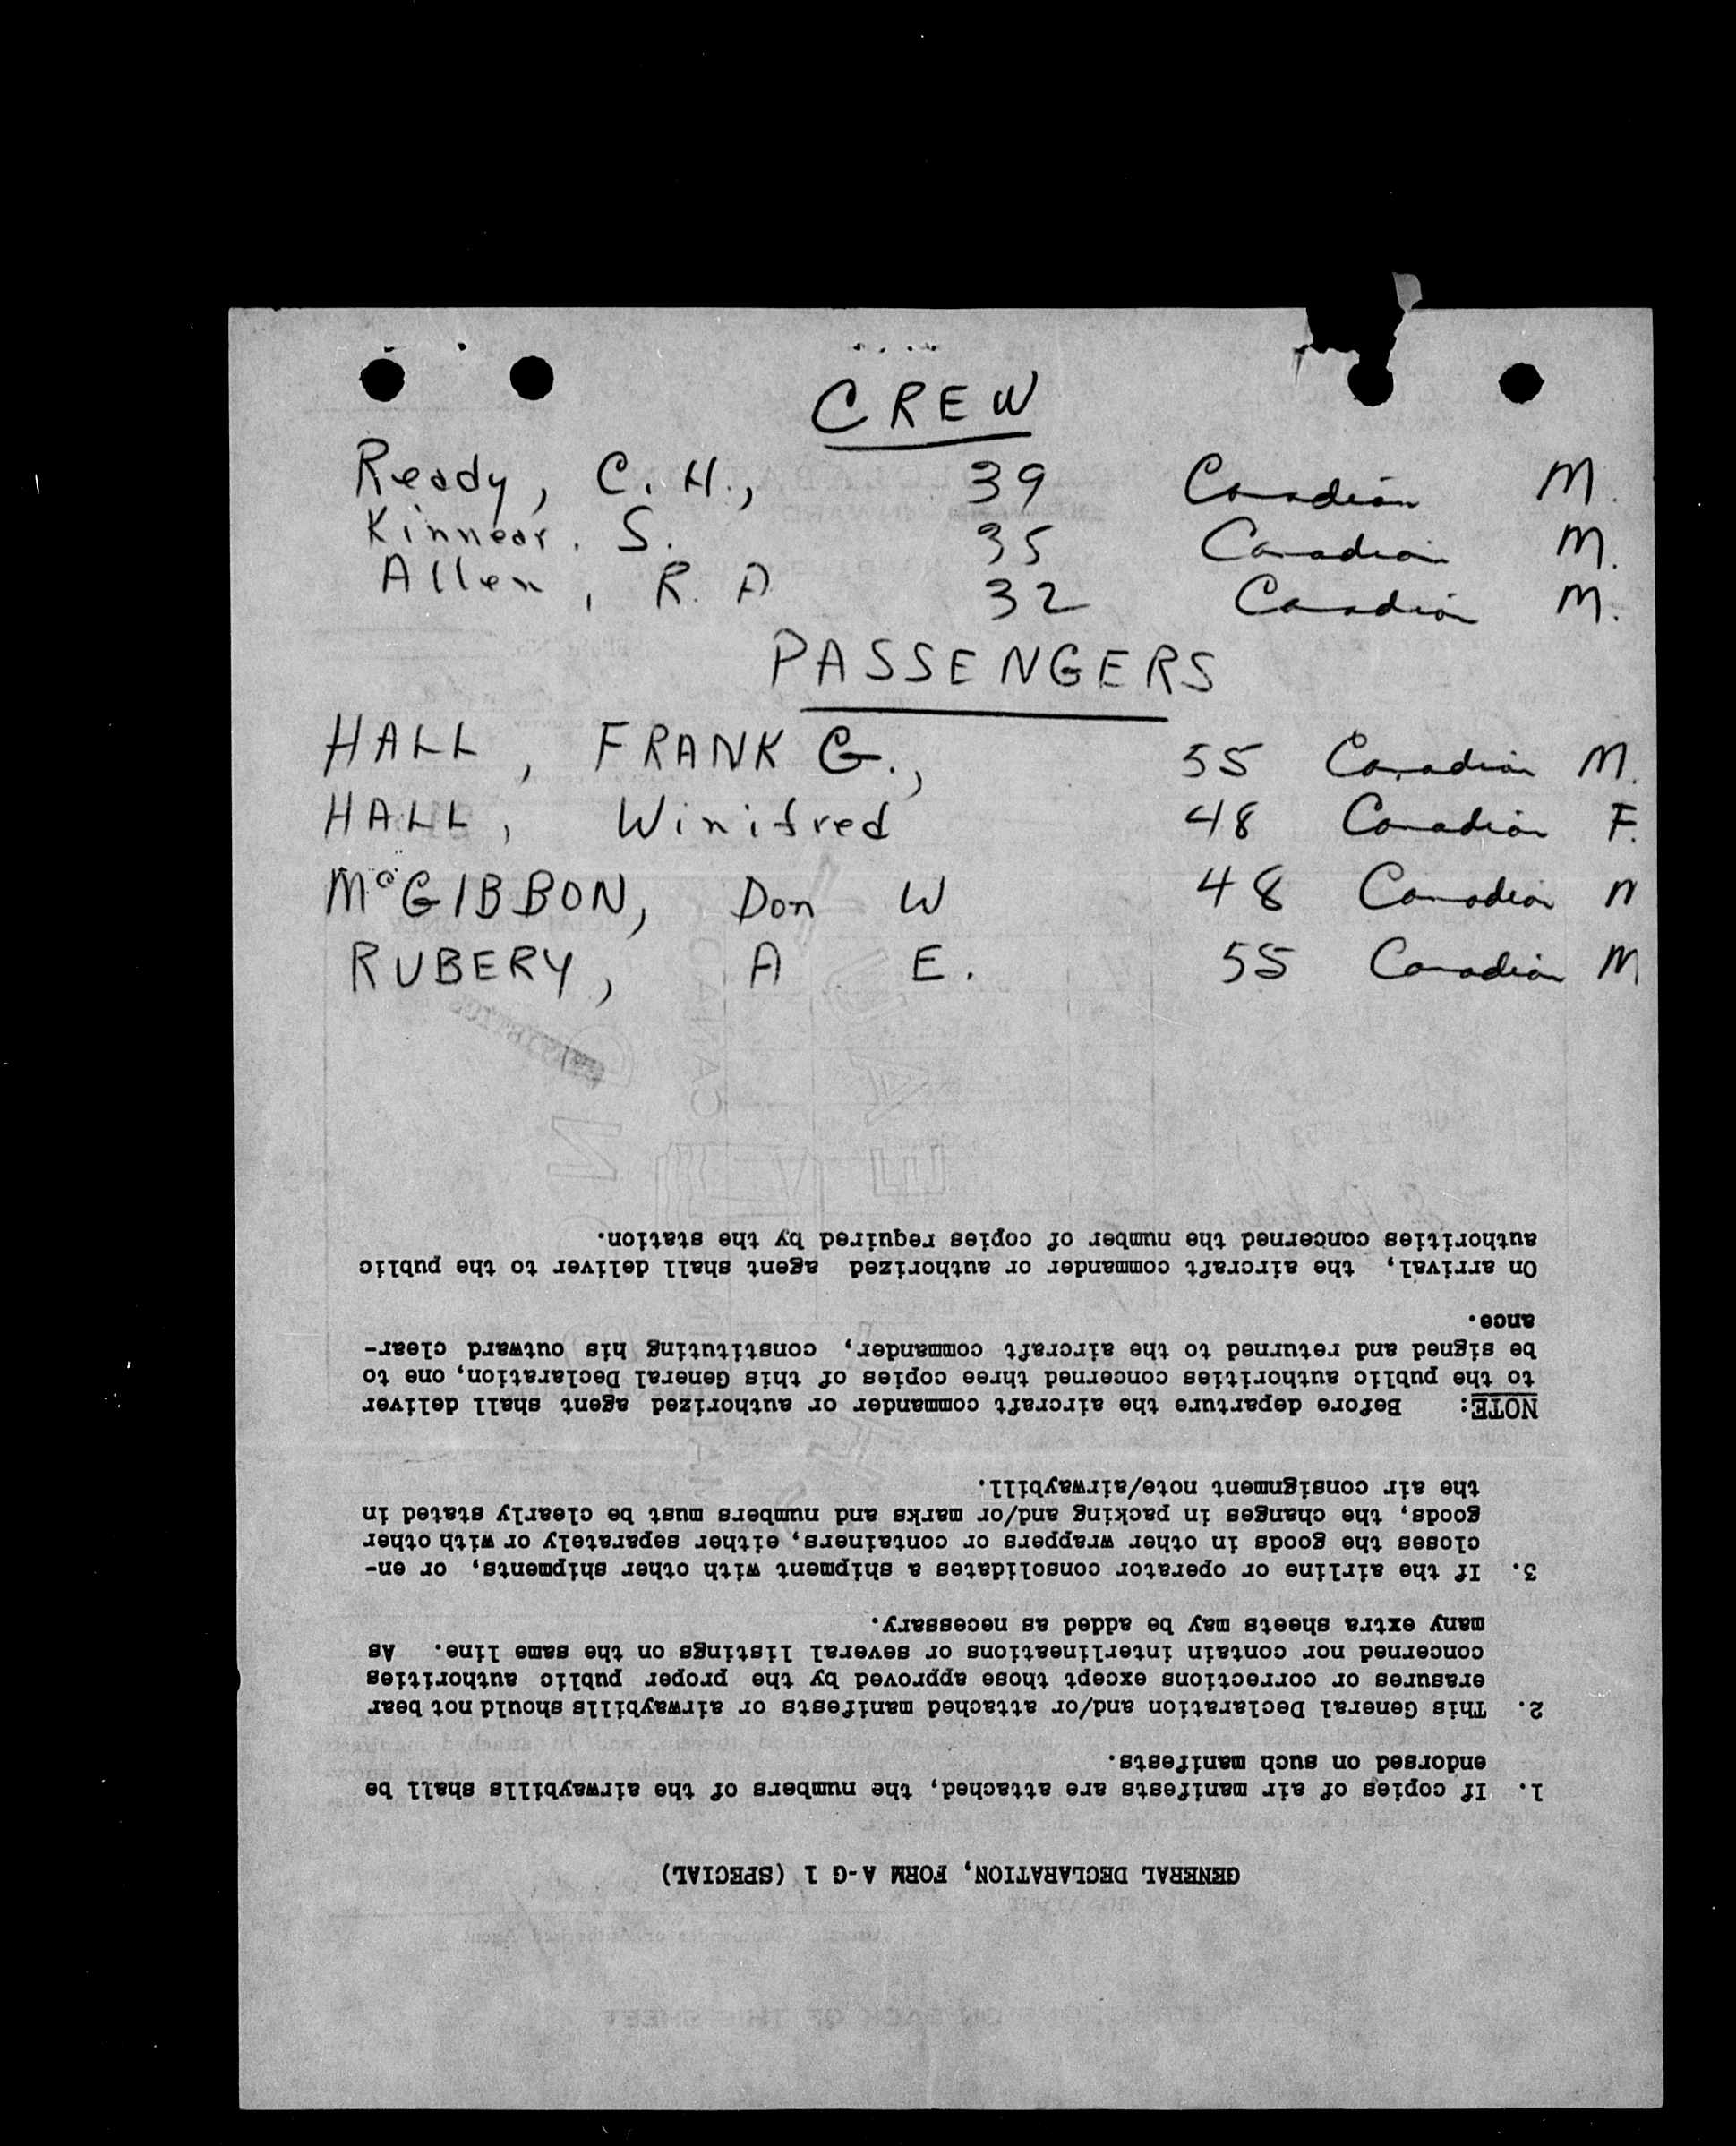 CREW
Ready, C. H., 39 Canadian M.
Kinnear, S. 35 Canadian M.
Allen, R. A 32 Canadian M.
PASSENGERS
HALL, FRANK G., 55 Canadian M.
HALL, Winifred 48 Canadian F.
McGIBBON, Don W 48 Canadian M
RUBERY, A E. 55 Canadian M
GENERAL DECLARATION, FORM A-G 1 (SPECIAL)
1. If copies of air manifests are attached, the numbers of the airwaybills shall be
endorsed on such manifests.
2. This General Declaration and/or attached manifests or airwaybills should not bear
erasures or corrections except those approved by the proper public authorities
concerned nor contain interlineations or several listings on the same line. As
many extra sheets may be added as necessary.
3. If the airline or operator consolidates a shipment with other shipments, or en-
closes the goods in other wrappers or containers, either separately or with other
goods, the changes in packing and/or marks and numbers must be clearly stated in
the air consignment note/airwaybill.
NOTE: Before departure the aircraft commander or authorized agent shall deliver
to the public authorities concerned three copies of this General Declaration, one to
be signed and returned to the aircraft commander, constituting his outward clear-
ance.
On arrival, the aircraft commander or authorized agent shall deliver to the public
authorities concerned the number of copies required by the station.